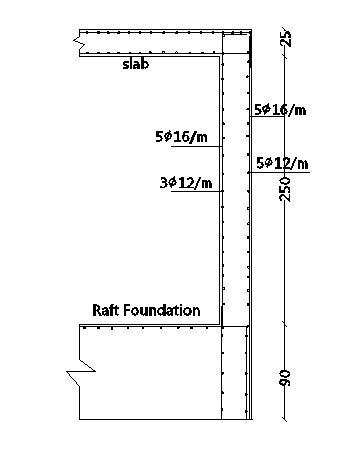 25
slab
5φ16/m
5φ16/m
5φ12/m
3φ12/m
250
Raft Foundation
90